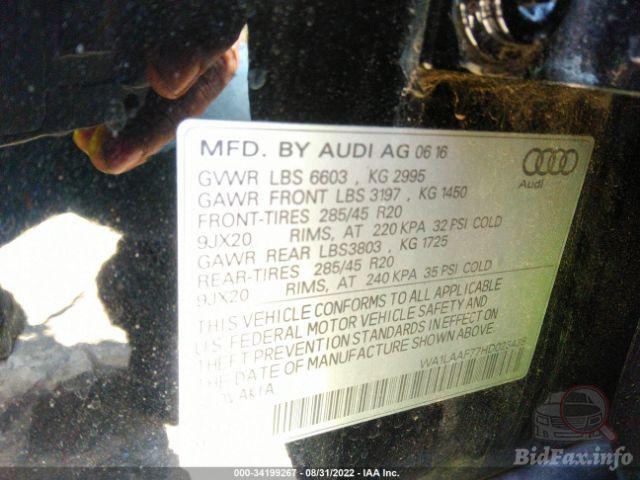 MFD. BY AUDI AG 06 16
GVWR LBS 6603 , KG 2995
GAWR FRONT LBS 3197 , KG 1450
FRONT-TIRES 285/45 R20
9JX20 RIMS, AT 220 KPA 32 PSI COLD
GAWR REAR LBS3803 , KG 1725
REAR-TIRES 285/45 R20
9JX20 RIMS, AT 240 KPA 35 PSI COLD
THIS VEHICLE CONFORMS TO ALL APPLICABLE
U.S. FEDERAL MOTOR VEHICLE SAFETY AND
THEFT PREVENTION STANDARDS IN EFFECT ON
THE DATE OF MANUFACTURE SHOWN ABOVE.
SLOVAKIA
Audi
000-34199267 - 08/31/2022 - IAA Inc.
BidFax.info